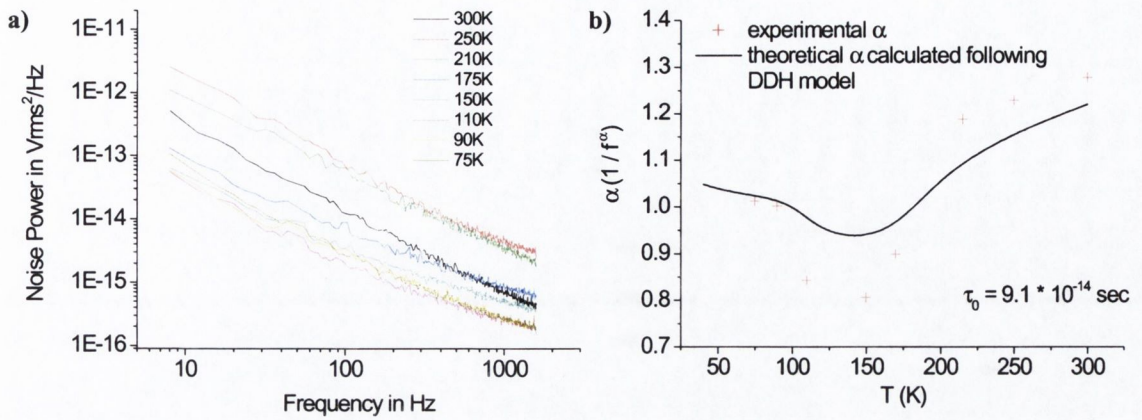 a)
1E-11
1E-12
1E-13
1E-14
1E-15
1E-16
Noise Power in Vrms²/Hz
10
100
1000
Frequency in Hz
300K
250K
210K
175K
150K
110K
90K
75K
b)
1.4
1.3
1.2
1.1
1.0
0.9
0.8
0.7
α (1 / f^α)
experimental α
theoretical α calculated following
DDH model
τ₀ = 9.1 * 10⁻¹⁴ sec
50
100
150
200
250
300
T (K)